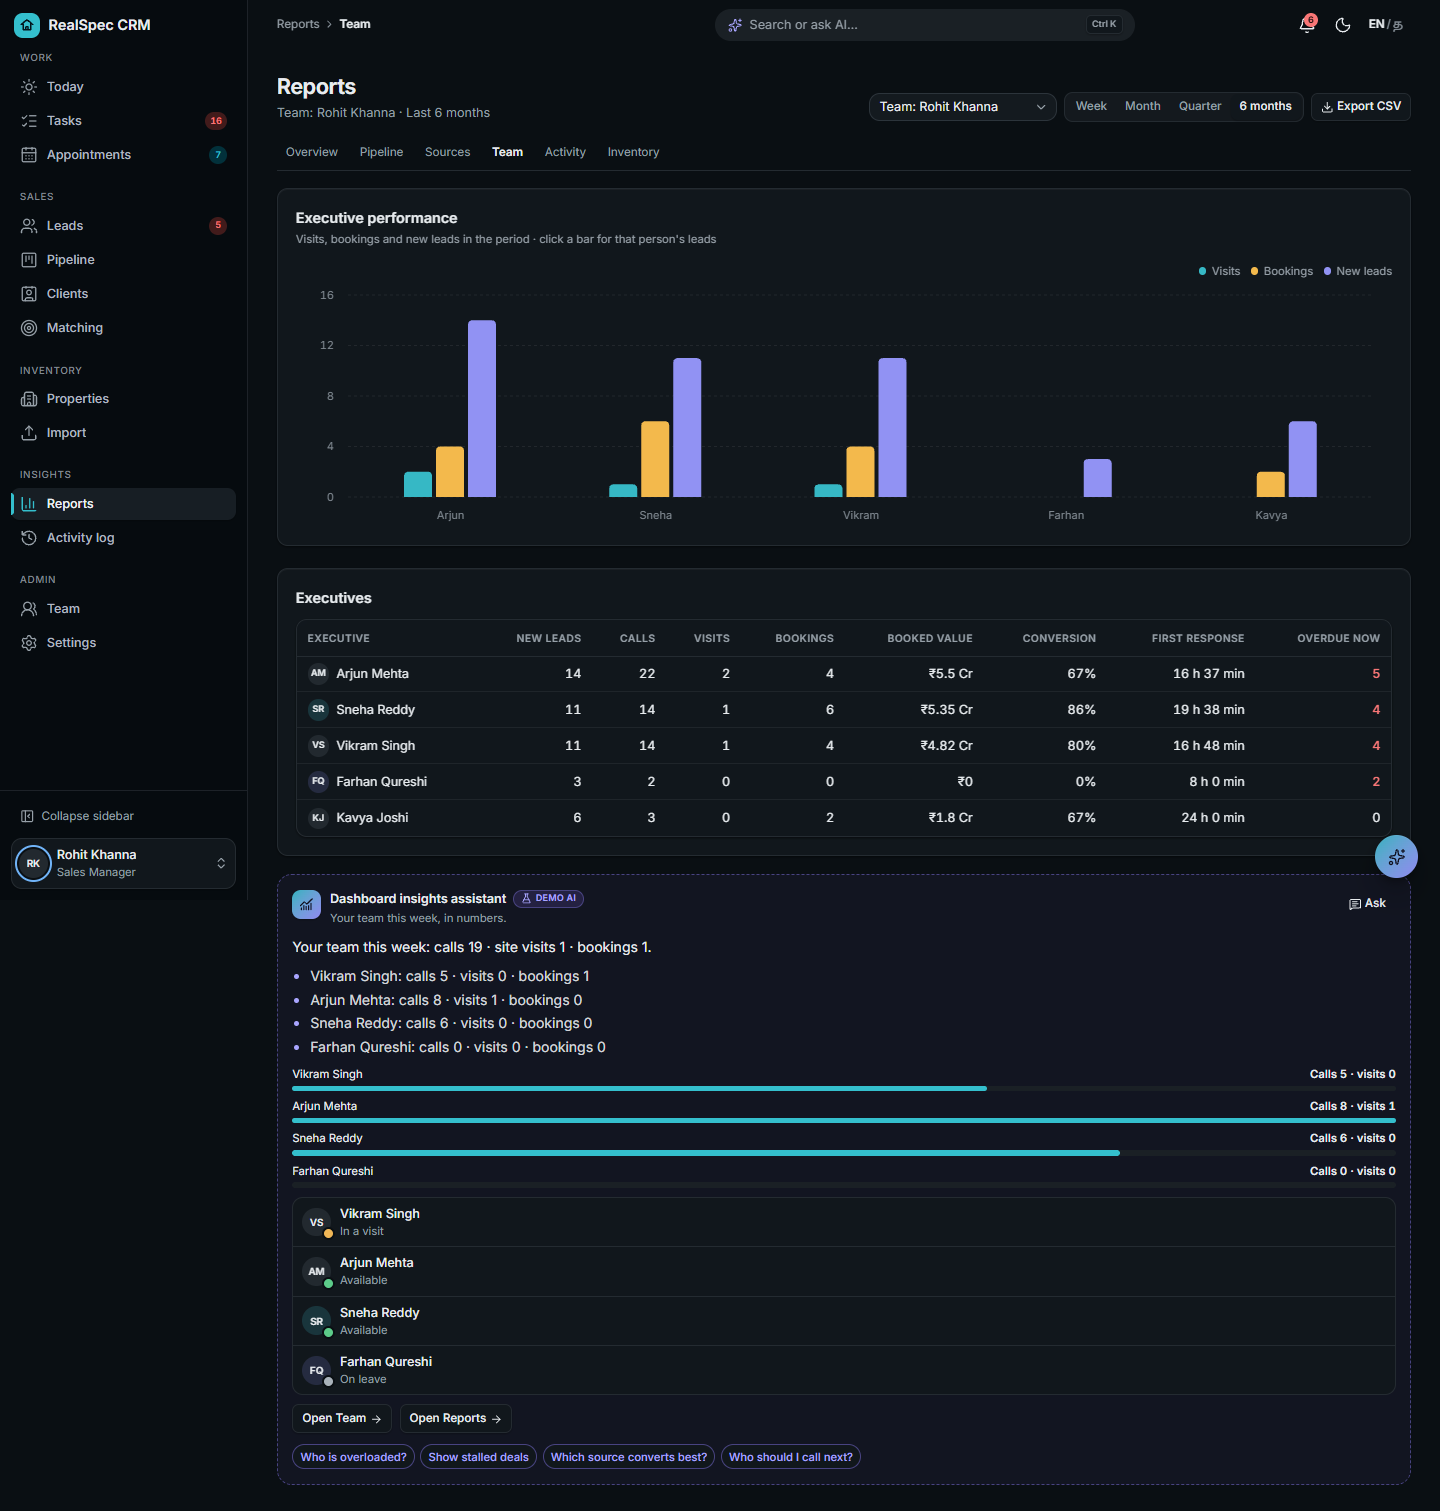 RealSpec CRM
Reports > Team
Search or ask AI...
Ctrl K
6
EN / த
WORK
Today
Tasks 16
Appointments 7
SALES
Leads 5
Pipeline
Clients
Matching
INVENTORY
Properties
Import
INSIGHTS
Reports
Activity log
ADMIN
Team
Settings
Collapse sidebar
RK
Rohit Khanna
Sales Manager
Reports
Team: Rohit Khanna · Last 6 months
Team: Rohit Khanna
Week Month Quarter 6 months
Export CSV
Overview Pipeline Sources Team Activity Inventory
Executive performance
Visits, bookings and new leads in the period · click a bar for that person's leads
Visits Bookings New leads
16
12
8
4
0
Arjun Sneha Vikram Farhan Kavya
Executives
EXECUTIVE NEW LEADS CALLS VISITS BOOKINGS BOOKED VALUE CONVERSION FIRST RESPONSE OVERDUE NOW
AM Arjun Mehta 14 22 2 4 ₹5.5 Cr 67% 16 h 37 min 5
SR Sneha Reddy 11 14 1 6 ₹5.35 Cr 86% 19 h 38 min 4
VS Vikram Singh 11 14 1 4 ₹4.82 Cr 80% 16 h 48 min 4
FQ Farhan Qureshi 3 2 0 0 ₹0 0% 8 h 0 min 2
KJ Kavya Joshi 6 3 0 2 ₹1.8 Cr 67% 24 h 0 min 0
Dashboard insights assistant DEMO AI
Your team this week, in numbers.
Ask
Your team this week: calls 19 · site visits 1 · bookings 1.
• Vikram Singh: calls 5 · visits 0 · bookings 1
• Arjun Mehta: calls 8 · visits 1 · bookings 0
• Sneha Reddy: calls 6 · visits 0 · bookings 0
• Farhan Qureshi: calls 0 · visits 0 · bookings 0
Vikram Singh Calls 5 · visits 0
Arjun Mehta Calls 8 · visits 1
Sneha Reddy Calls 6 · visits 0
Farhan Qureshi Calls 0 · visits 0
VS Vikram Singh
In a visit
AM Arjun Mehta
Available
SR Sneha Reddy
Available
FQ Farhan Qureshi
On leave
Open Team → Open Reports →
Who is overloaded? Show stalled deals Which source converts best? Who should I call next?